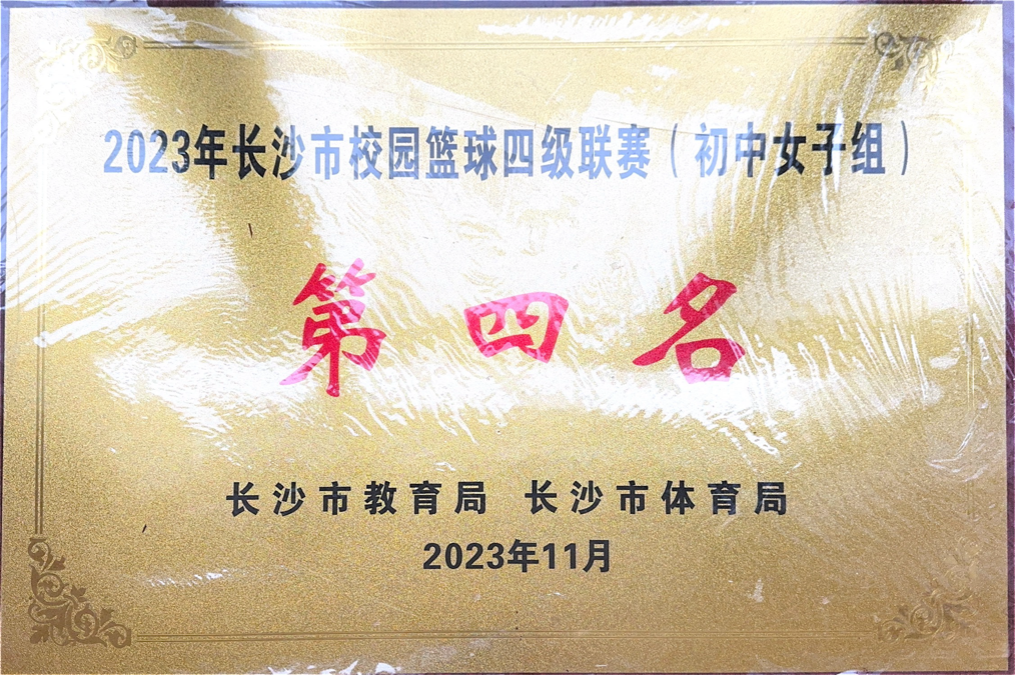 2023年长沙市校园篮球四级联赛（初中女子组）
第四名
长沙市教育局 长沙市体育局
2023年11月